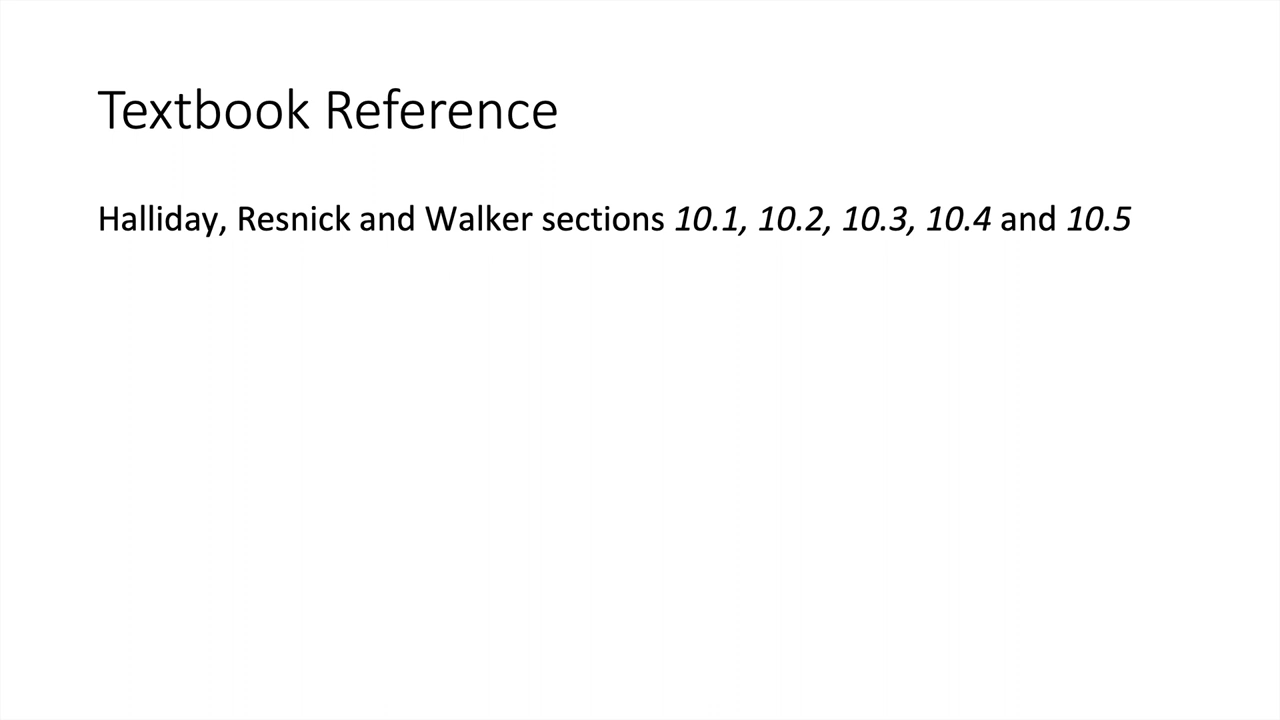 Textbook Reference
Halliday, Resnick and Walker sections 10.1, 10.2, 10.3, 10.4 and 10.5